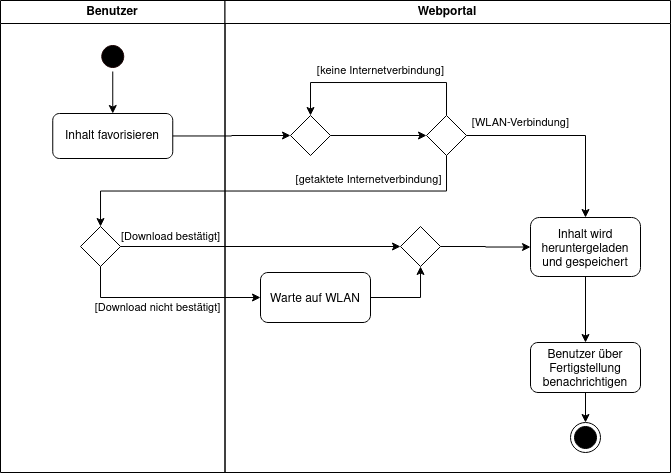 Benutzer
Webportal
[keine Internetverbindung]
Inhalt favorisieren
[WLAN-Verbindung]
[getaktete Internetverbindung]
[Download bestätigt]
Inhalt wird
heruntergeladen
und gespeichert
[Download nicht bestätigt]
Warte auf WLAN
Benutzer über
Fertigstellung
benachrichtigen